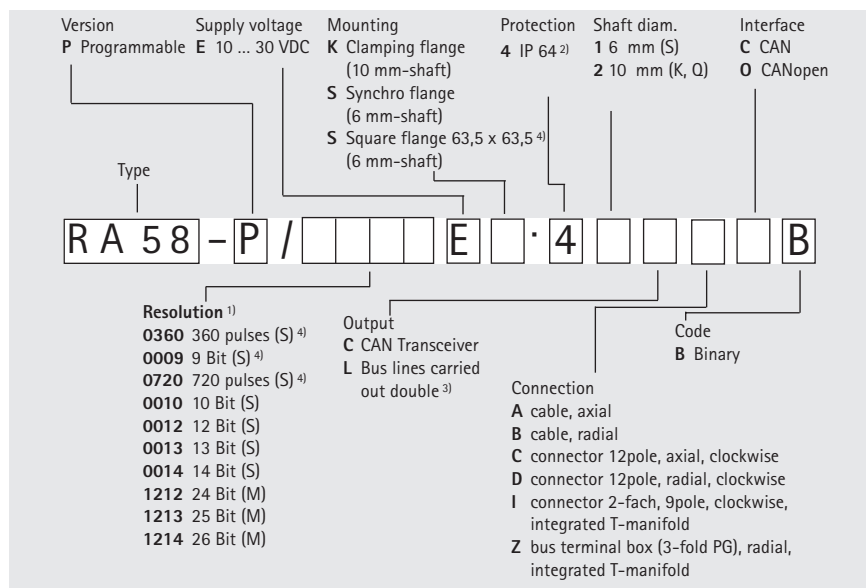 Version
P Programmable
Supply voltage
E 10 ... 30 VDC
Mounting
K Clamping flange
(10 mm-shaft)
S Synchro flange
(6 mm-shaft)
S Square flange 63,5 x 63,5 4)
(6 mm-shaft)
Protection
4 IP 64 2)
Shaft diam.
1 6 mm (S)
2 10 mm (K, Q)
Interface
C CAN
O CANopen
Type
RA 58 – P / E · 4 B
Resolution 1)
0360 360 pulses (S) 4)
0009 9 Bit (S) 4)
0720 720 pulses (S) 4)
0010 10 Bit (S)
0012 12 Bit (S)
0013 13 Bit (S)
0014 14 Bit (S)
1212 24 Bit (M)
1213 25 Bit (M)
1214 26 Bit (M)
Output
C CAN Transceiver
L Bus lines carried
out double 3)
Connection
A cable, axial
B cable, radial
C connector 12pole, axial, clockwise
D connector 12pole, radial, clockwise
I connector 2-fach, 9pole, clockwise,
integrated T-manifold
Z bus terminal box (3-fold PG), radial,
integrated T-manifold
Code
B Binary